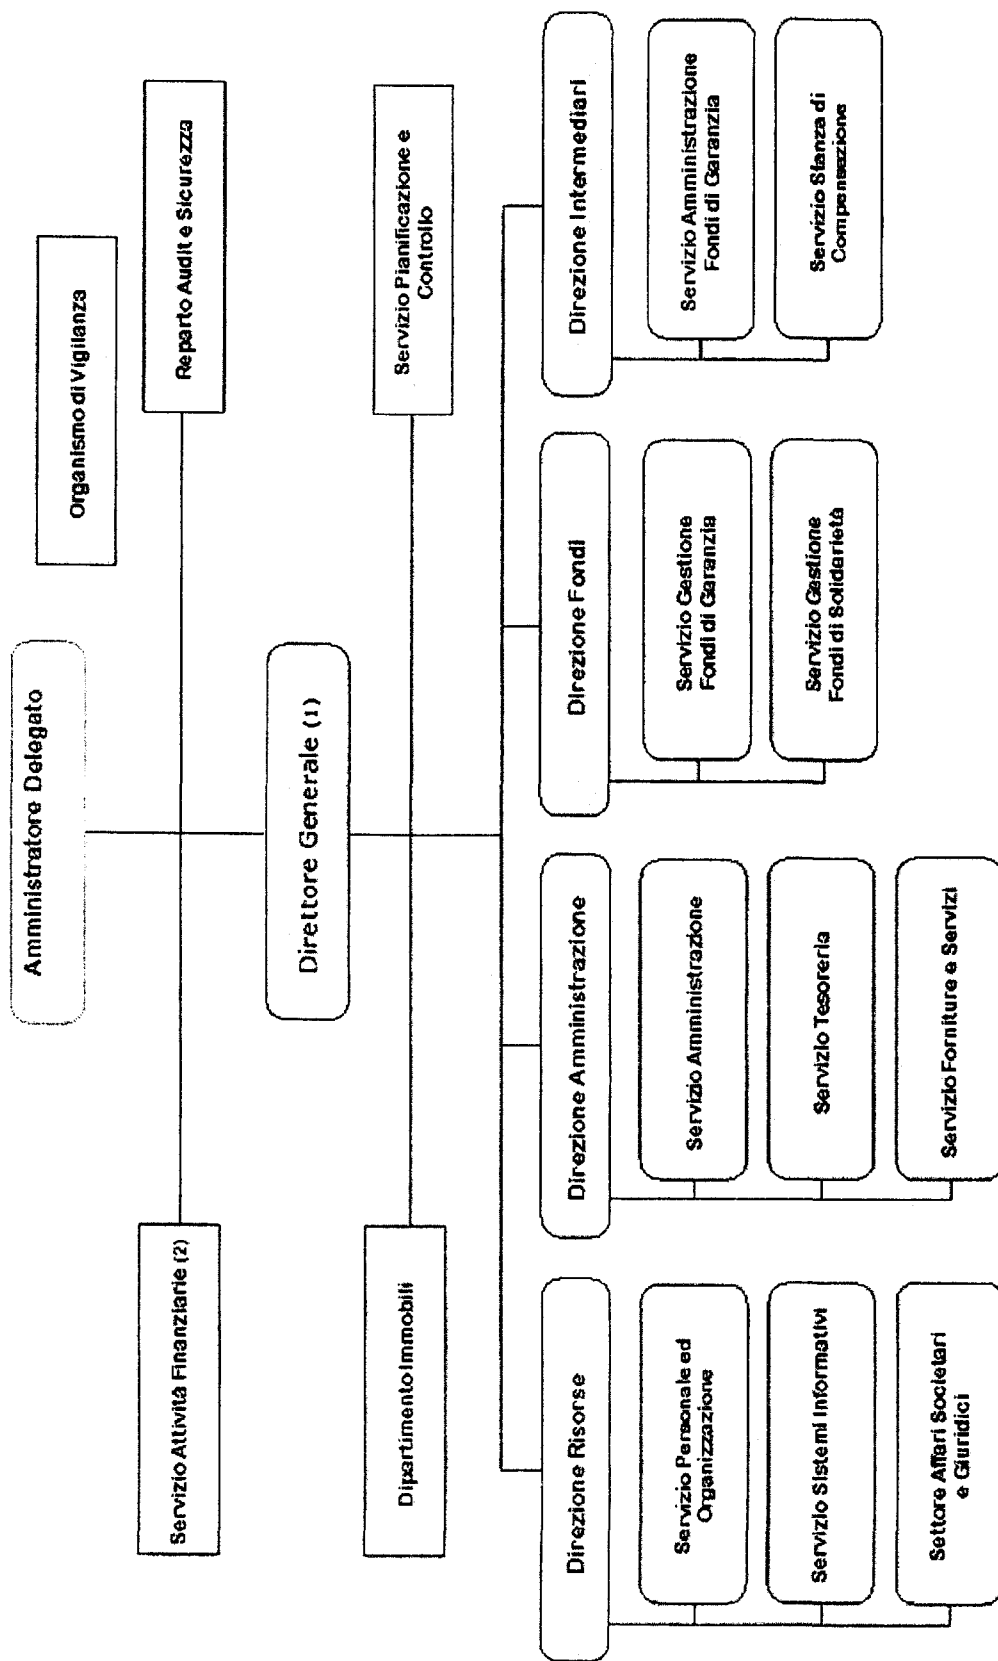 Amministratore Delegato
Organismo di Vigilanza
Servizio Attività Finanziarie (2)
Reparto Audit e Sicurezza
Direttore Generale (1)
Dipartimento Immobili
Servizio Pianificazione e
Controllo
Direzione Risorse
Direzione Amministrazione
Direzione Fondi
Direzione Intermediari
Servizio Personale ed
Organizzazione
Servizio Amministrazione
Servizio Gestione
Fondi di Garanzia
Servizio Amministrazione
Fondi di Garanzia
Servizio Sistemi Informativi
Servizio Tesoreria
Servizio Gestione
Fondi di Solidarietà
Servizio Stanza di
Compensazione
Settore Affari Societari
e Giuridici
Servizio Forniture e Servizi